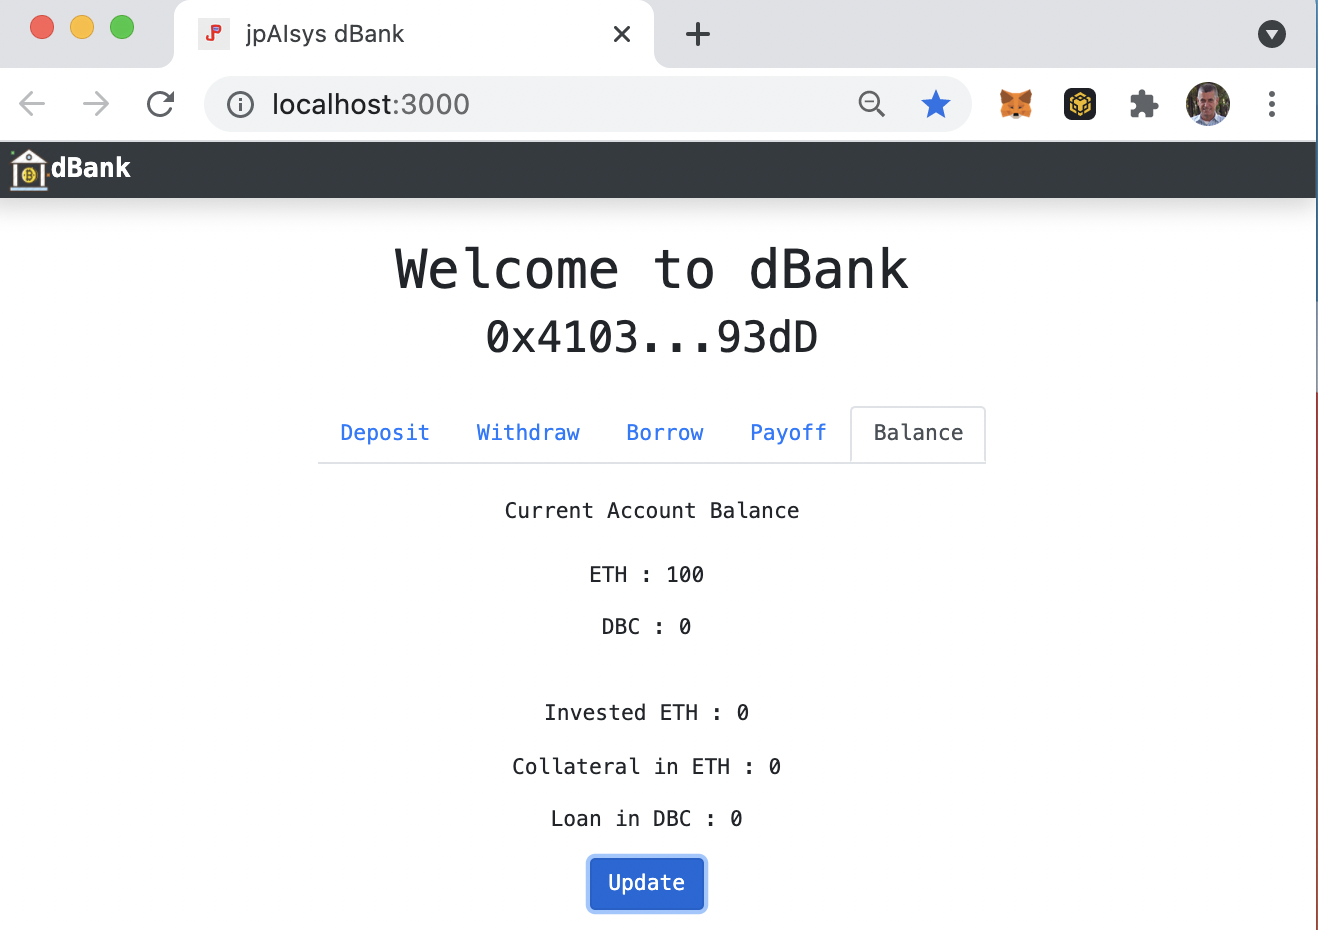 jpAIsys dBank
localhost:3000
dBank
Welcome to dBank
0x4103...93dD
Deposit Withdraw Borrow Payoff Balance
Current Account Balance
ETH : 100
DBC : 0
Invested ETH : 0
Collateral in ETH : 0
Loan in DBC : 0
Update